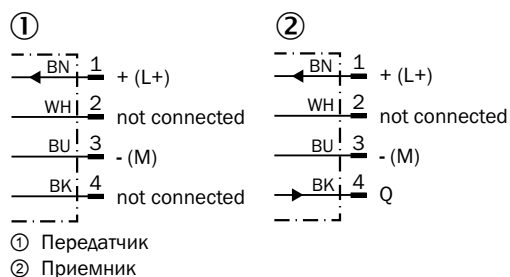 ①
BN 1 + (L+)
WH 2 not connected
BU 3 - (M)
BK 4 not connected
②
BN 1 + (L+)
WH 2 not connected
BU 3 - (M)
BK 4 Q
① Передатчик
② Приемник